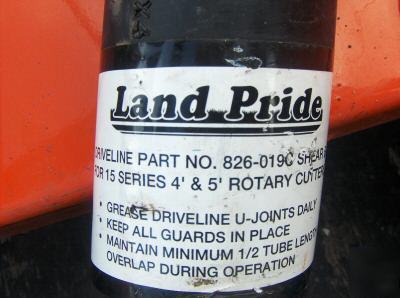 Land Pride
DRIVELINE PART NO. 826-019C SHEAR
FOR 15 SERIES 4' & 5' ROTARY CUTTER
• GREASE DRIVELINE U-JOINTS DAILY
• KEEP ALL GUARDS IN PLACE
• MAINTAIN MINIMUM 1/2 TUBE LENGTH
OVERLAP DURING OPERATION